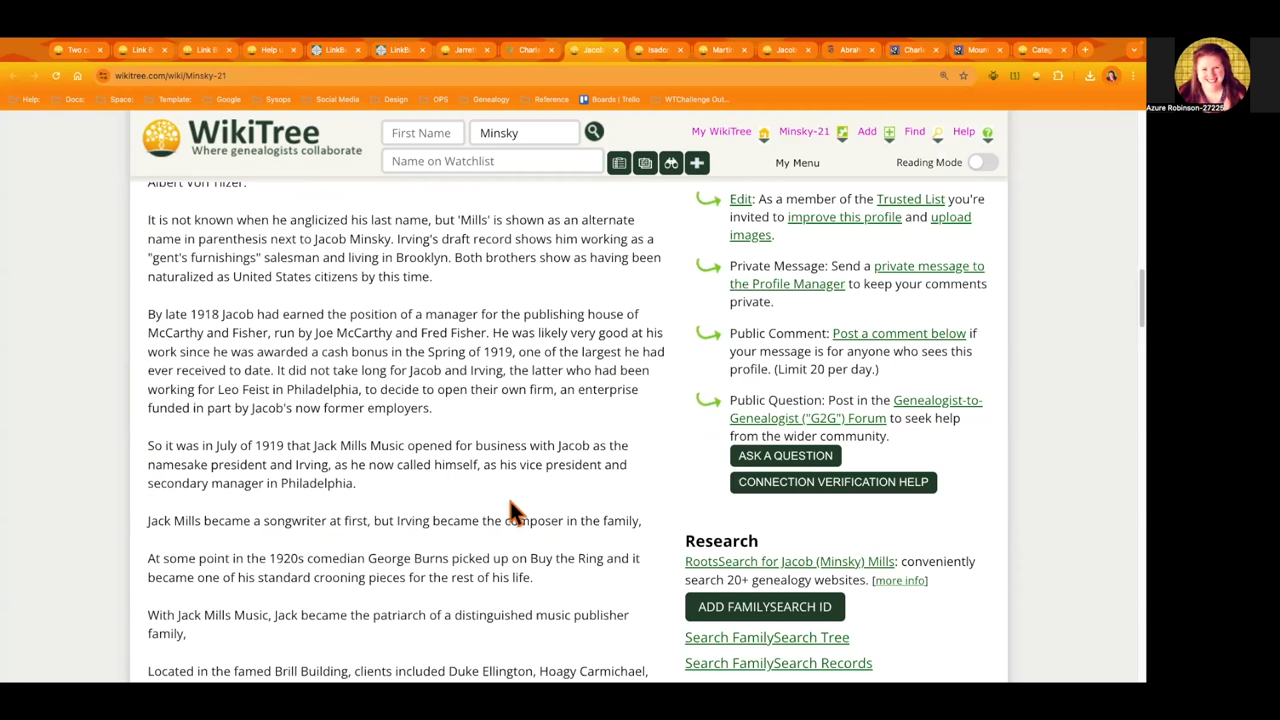 Two c
Link B
Link B
Help u
LinkB
LinkB
Jarrett
Charle
Jacob
Isador
Martin
Jacob
Abrah
Charle
Moun
Categ
wikitree.com/wiki/Minsky-21
Help:
Docs:
Space:
Template:
Google
Sysops
Social Media
Design
OPS
Genealogy
Reference
Boards | Trello
WTChallenge Out...
WikiTree
Where genealogists collaborate
First Name
Minsky
Name on Watchlist
My WikiTree
Minsky-21
Add
Find
Help
My Menu
Reading Mode
Albert Von Tilzer.
It is not known when he anglicized his last name, but 'Mills' is shown as an alternate
name in parenthesis next to Jacob Minsky. Irving's draft record shows him working as a
"gent's furnishings" salesman and living in Brooklyn. Both brothers show as having been
naturalized as United States citizens by this time.
By late 1918 Jacob had earned the position of a manager for the publishing house of
McCarthy and Fisher, run by Joe McCarthy and Fred Fisher. He was likely very good at his
work since he was awarded a cash bonus in the Spring of 1919, one of the largest he had
ever received to date. It did not take long for Jacob and Irving, the latter who had been
working for Leo Feist in Philadelphia, to decide to open their own firm, an enterprise
funded in part by Jacob's now former employers.
So it was in July of 1919 that Jack Mills Music opened for business with Jacob as the
namesake president and Irving, as he now called himself, as his vice president and
secondary manager in Philadelphia.
Jack Mills became a songwriter at first, but Irving became the composer in the family,
At some point in the 1920s comedian George Burns picked up on Buy the Ring and it
became one of his standard crooning pieces for the rest of his life.
With Jack Mills Music, Jack became the patriarch of a distinguished music publisher
family,
Located in the famed Brill Building, clients included Duke Ellington, Hoagy Carmichael,
Edit: As a member of the Trusted List you're
invited to improve this profile and upload
images.
Private Message: Send a private message to
the Profile Manager to keep your comments
private.
Public Comment: Post a comment below if
your message is for anyone who sees this
profile. (Limit 20 per day.)
Public Question: Post in the Genealogist-to-
Genealogist ("G2G") Forum to seek help
from the wider community.
ASK A QUESTION
CONNECTION VERIFICATION HELP
Research
RootsSearch for Jacob (Minsky) Mills: conveniently
search 20+ genealogy websites. [more info]
ADD FAMILYSEARCH ID
Search FamilySearch Tree
Search FamilySearch Records
Azure Robinson-27225